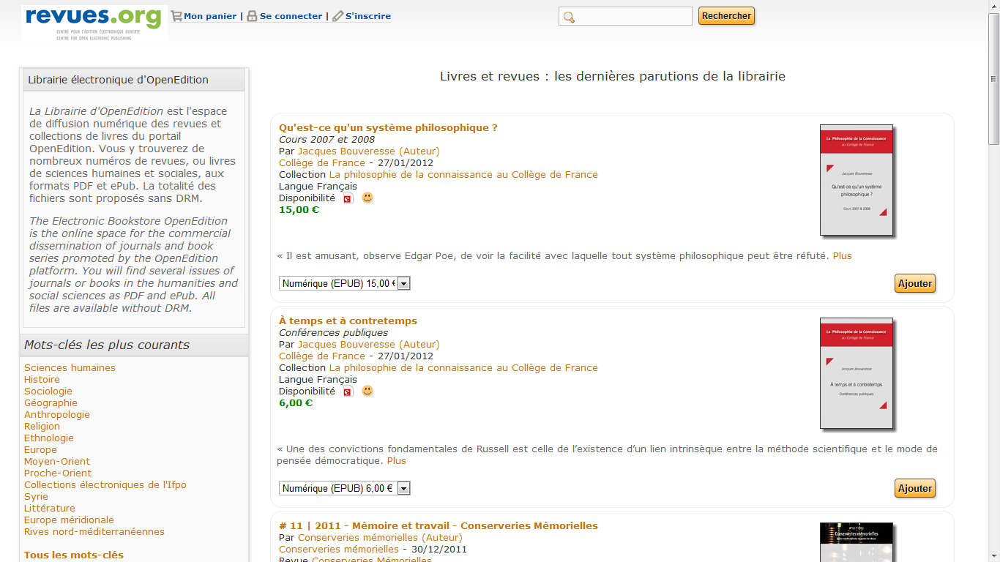 revues.org
CENTRE POUR L'ÉDITION ÉLECTRONIQUE OUVERTE
CENTRE FOR OPEN ELECTRONIC PUBLISHING
Mon panier | Se connecter | S'inscrire
Rechercher
Librairie électronique d'OpenEdition
La Librairie d'OpenEdition est l'espace
de diffusion numérique des revues et
collections de livres du portail
OpenEdition. Vous y trouverez de
nombreux numéros de revues, ou livres
de sciences humaines et sociales, aux
formats PDF et ePub. La totalité des
fichiers sont proposés sans DRM.
The Electronic Bookstore OpenEdition
is the online space for the commercial
dissemination of journals and book
series promoted by the OpenEdition
platform. You will find several issues of
journals or books in the humanities and
social sciences as PDF and ePub. All
files are available without DRM.
Mots-clés les plus courants
Sciences humaines
Histoire
Sociologie
Géographie
Anthropologie
Religion
Ethnologie
Europe
Moyen-Orient
Proche-Orient
Collections électroniques de l'Ifpo
Syrie
Littérature
Europe méridionale
Rives nord-méditerranéennes
Tous les mots-clés
Livres et revues : les dernières parutions de la librairie
Qu'est-ce qu'un système philosophique ?
Cours 2007 et 2008
Par Jacques Bouveresse (Auteur)
Collège de France - 27/01/2012
Collection La philosophie de la connaissance au Collège de France
Langue Français
Disponibilité
15,00 €
La Philosophie de la Connaissance
au Collège de France
Jacques Bouveresse
Qu'est-ce qu'un système
philosophique ?
Cours 2007 & 2008
« Il est amusant, observe Edgar Poe, de voir la facilité avec laquelle tout système philosophique peut être réfuté. Plus
Numérique (EPUB) 15,00 €
Ajouter
À temps et à contretemps
Conférences publiques
Par Jacques Bouveresse (Auteur)
Collège de France - 27/01/2012
Collection La philosophie de la connaissance au Collège de France
Langue Français
Disponibilité
6,00 €
La Philosophie de la Connaissance
au Collège de France
Jacques Bouveresse
À temps et à contretemps
Conférences publiques
« Une des convictions fondamentales de Russell est celle de l’existence d’un lien intrinsèque entre la méthode scientifique et le mode de
pensée démocratique. Plus
Numérique (EPUB) 6,00 €
Ajouter
# 11 | 2011 - Mémoire et travail - Conserveries Mémorielles
Par Conserveries mémorielles (Auteur)
Conserveries mémorielles - 30/12/2011
Revue Conserveries Mémorielles
Conserveries mémorielles